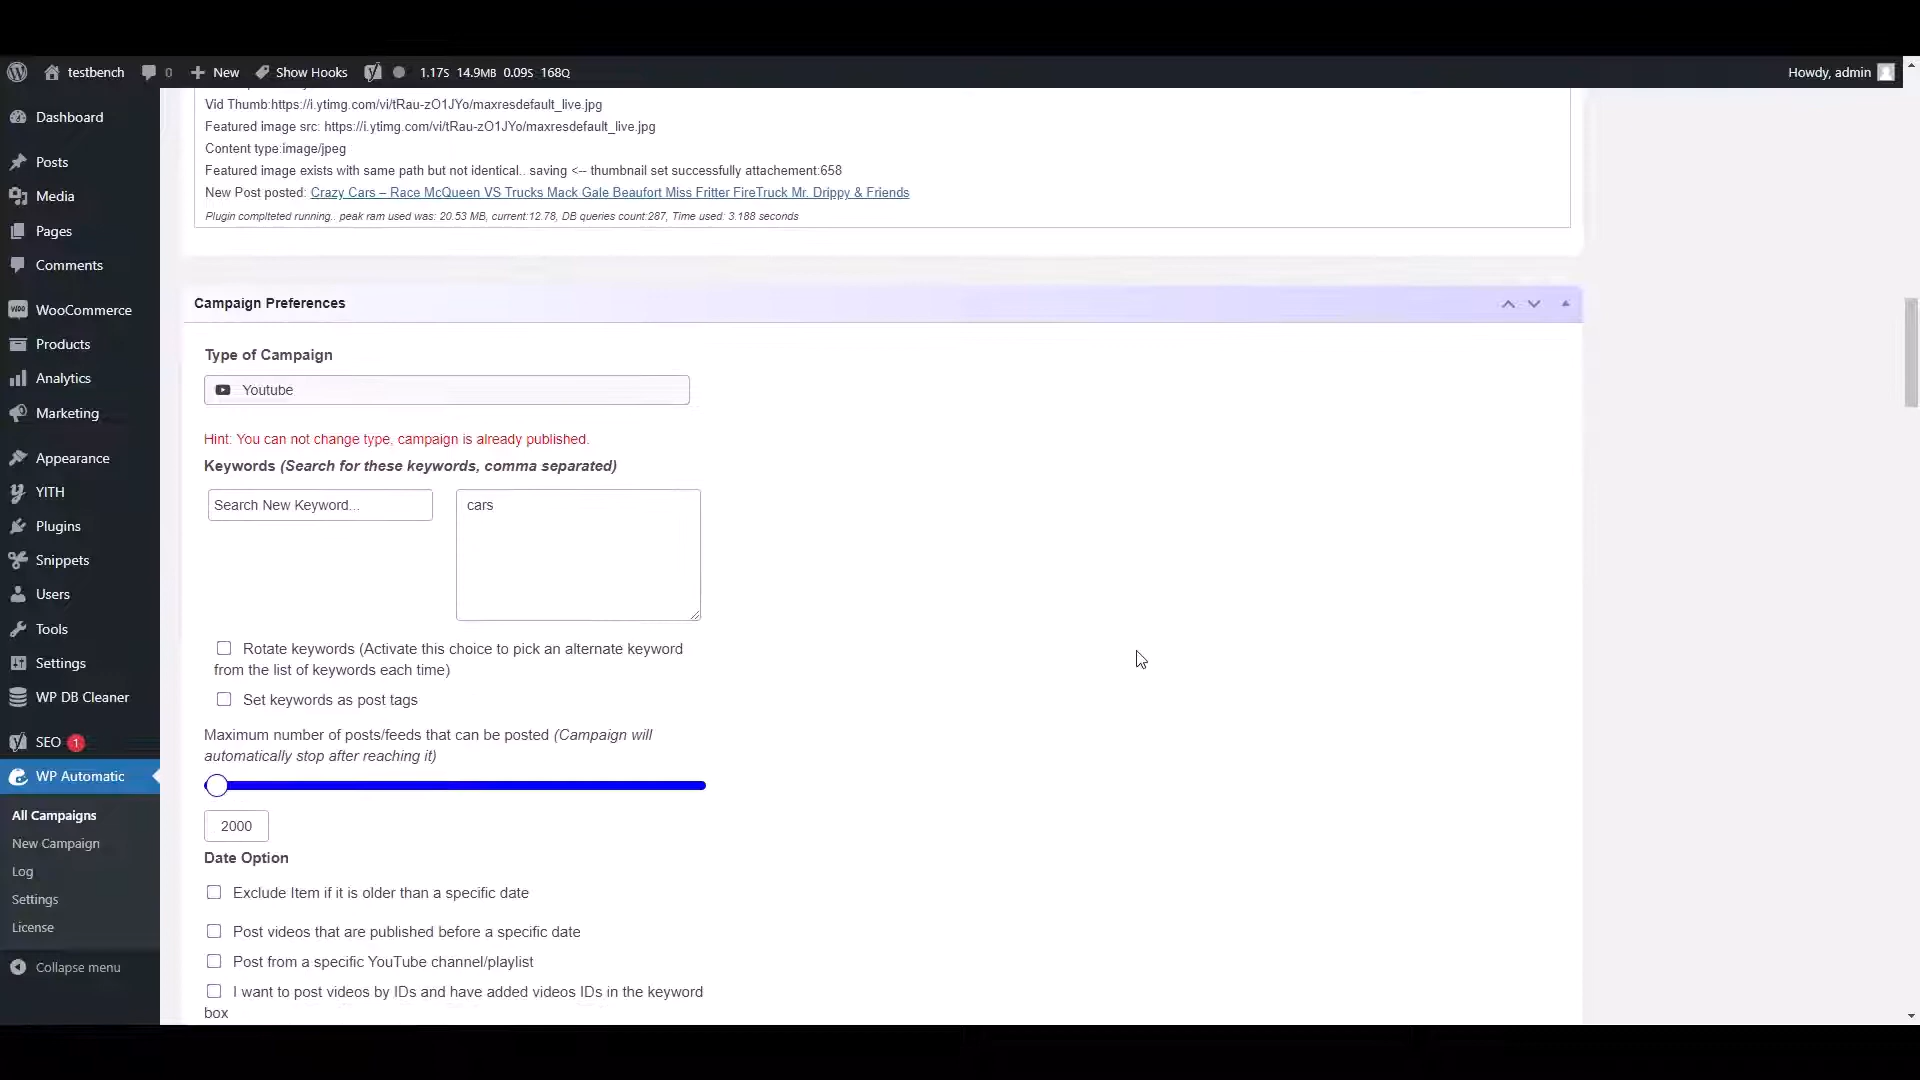 testbench
0
New
Show Hooks
1.17S 14.9MB 0.09S 168Q
Howdy, admin
Dashboard
Posts
Media
Pages
Comments
WooCommerce
Products
Analytics
Marketing
Appearance
YITH
Plugins
Snippets
Users
Tools
Settings
WP DB Cleaner
SEO 1
WP Automatic
All Campaigns
New Campaign
Log
Settings
License
Collapse menu
Vid Thumb:https://i.ytimg.com/vi/tRau-zO1JYo/maxresdefault_live.jpg
Featured image src: https://i.ytimg.com/vi/tRau-zO1JYo/maxresdefault_live.jpg
Content type:image/jpeg
Featured image exists with same path but not identical.. saving <-- thumbnail set successfully attachement:658
New Post posted: Crazy Cars – Race McQueen VS Trucks Mack Gale Beaufort Miss Fritter FireTruck Mr. Drippy & Friends
Plugin complteted running.. peak ram used was: 20.53 MB, current:12.78, DB queries count:287, Time used: 3.188 seconds
Campaign Preferences
Type of Campaign
Youtube
Hint: You can not change type, campaign is already published.
Keywords (Search for these keywords, comma separated)
Search New Keyword...
cars
Rotate keywords (Activate this choice to pick an alternate keyword
from the list of keywords each time)
Set keywords as post tags
Maximum number of posts/feeds that can be posted (Campaign will
automatically stop after reaching it)
2000
Date Option
Exclude Item if it is older than a specific date
Post videos that are published before a specific date
Post from a specific YouTube channel/playlist
I want to post videos by IDs and have added videos IDs in the keyword
box